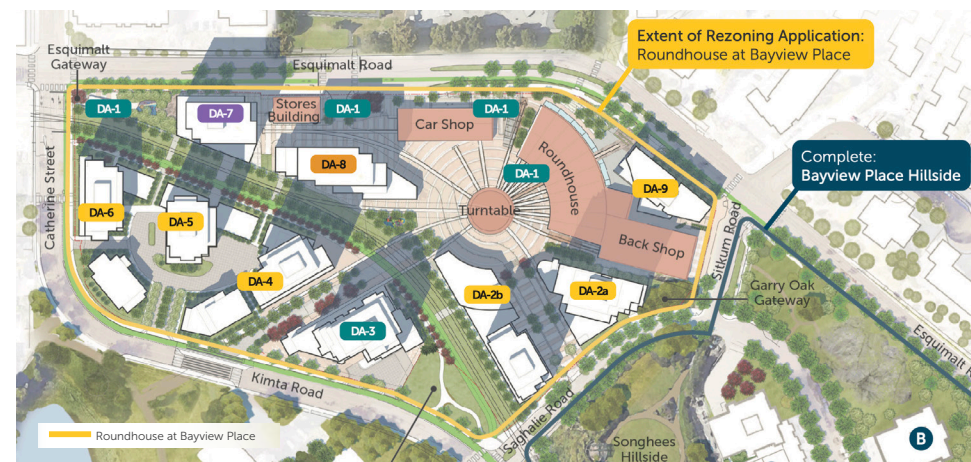 Esquimalt
Gateway
Esquimalt Road
Extent of Rezoning Application:
Roundhouse at Bayview Place
DA-1
DA-7
Stores
Building
DA-1
DA-1
Car Shop
Complete:
Bayview Place Hillside
Catherine Street
DA-8
DA-1
Roundhouse
DA-9
DA-6
DA-5
Turntable
Back Shop
Sitkum Road
DA-4
DA-2b
DA-2a
Garry Oak
Gateway
DA-3
Esquimalt R
Kimta Road
Saghalie Road
Roundhouse at Bayview Place
Songhees
Hillside
B